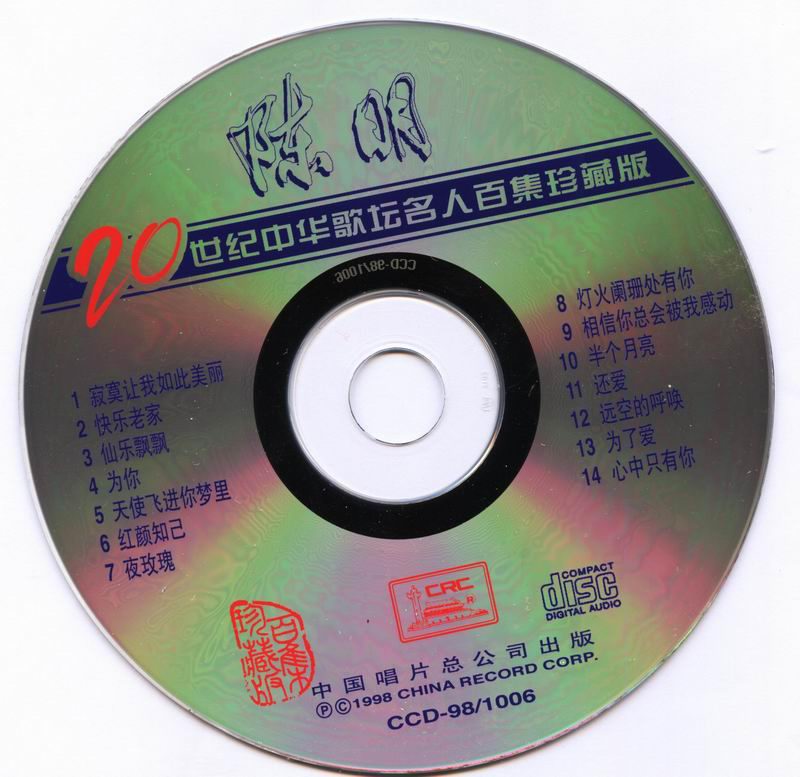 陈明
20世纪中华歌坛名人百集珍藏版
CCD-98/1006
1 寂寞让我如此美丽
2 快乐老家
3 仙乐飘飘
4 为你
5 天使飞进你梦里
6 红颜知己
7 夜玫瑰
8 灯火阑珊处有你
9 相信你总会被我感动
10 半个月亮
11 还爱
12 远空的呼唤
13 为了爱
14 心中只有你
百集
珍藏版
CRC
R
COMPACT
disc
DIGITAL AUDIO
中国唱片总公司出版
ⓅⒸ1998 CHINA RECORD CORP.
CCD-98/1006